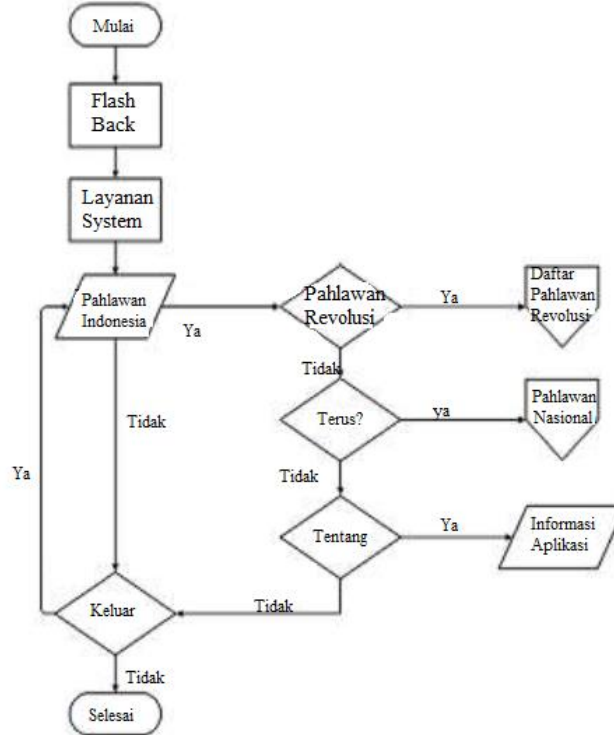 Mulai
Flash
Back
Layanan
System
Pahlawan
Indonesia
Ya
Pahlawan
Revolusi
Ya
Daftar
Pahlawan
Revolusi
Tidak
Tidak
Terus?
ya
Pahlawan
Nasional
Ya
Tidak
Tentang
Ya
Informasi
Aplikasi
Keluar
Tidak
Tidak
Selesai